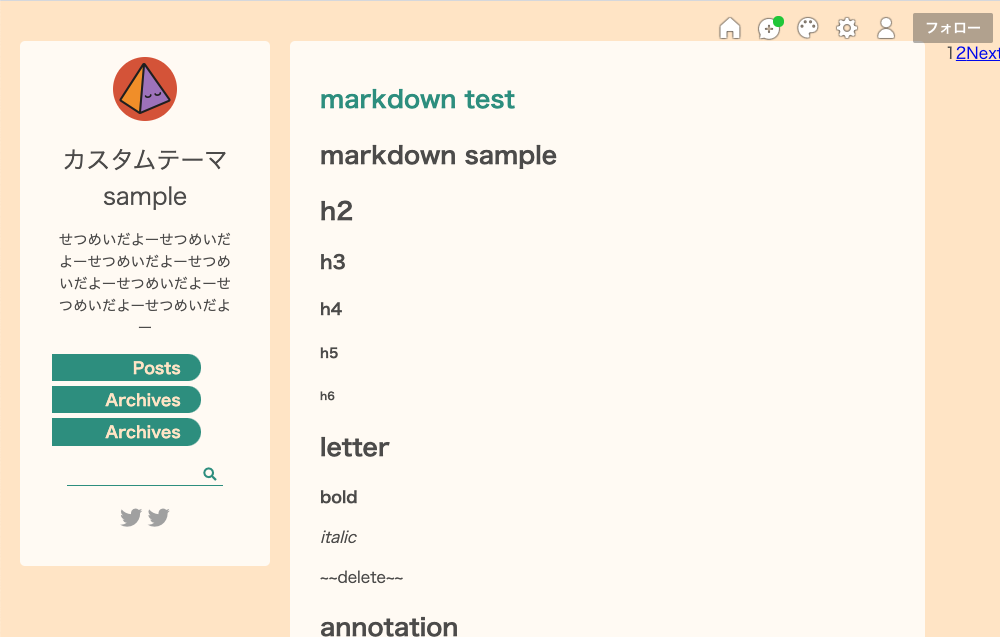 フォロー
12Next
カスタムテーマ
sample
せつめいだよーせつめいだ
よーせつめいだよーせつめ
いだよーせつめいだよーせ
つめいだよーせつめいだよ
ー
Posts
Archives
Archives
markdown test
markdown sample
h2
h3
h4
h5
h6
letter
bold
italic
~~delete~~
annotation